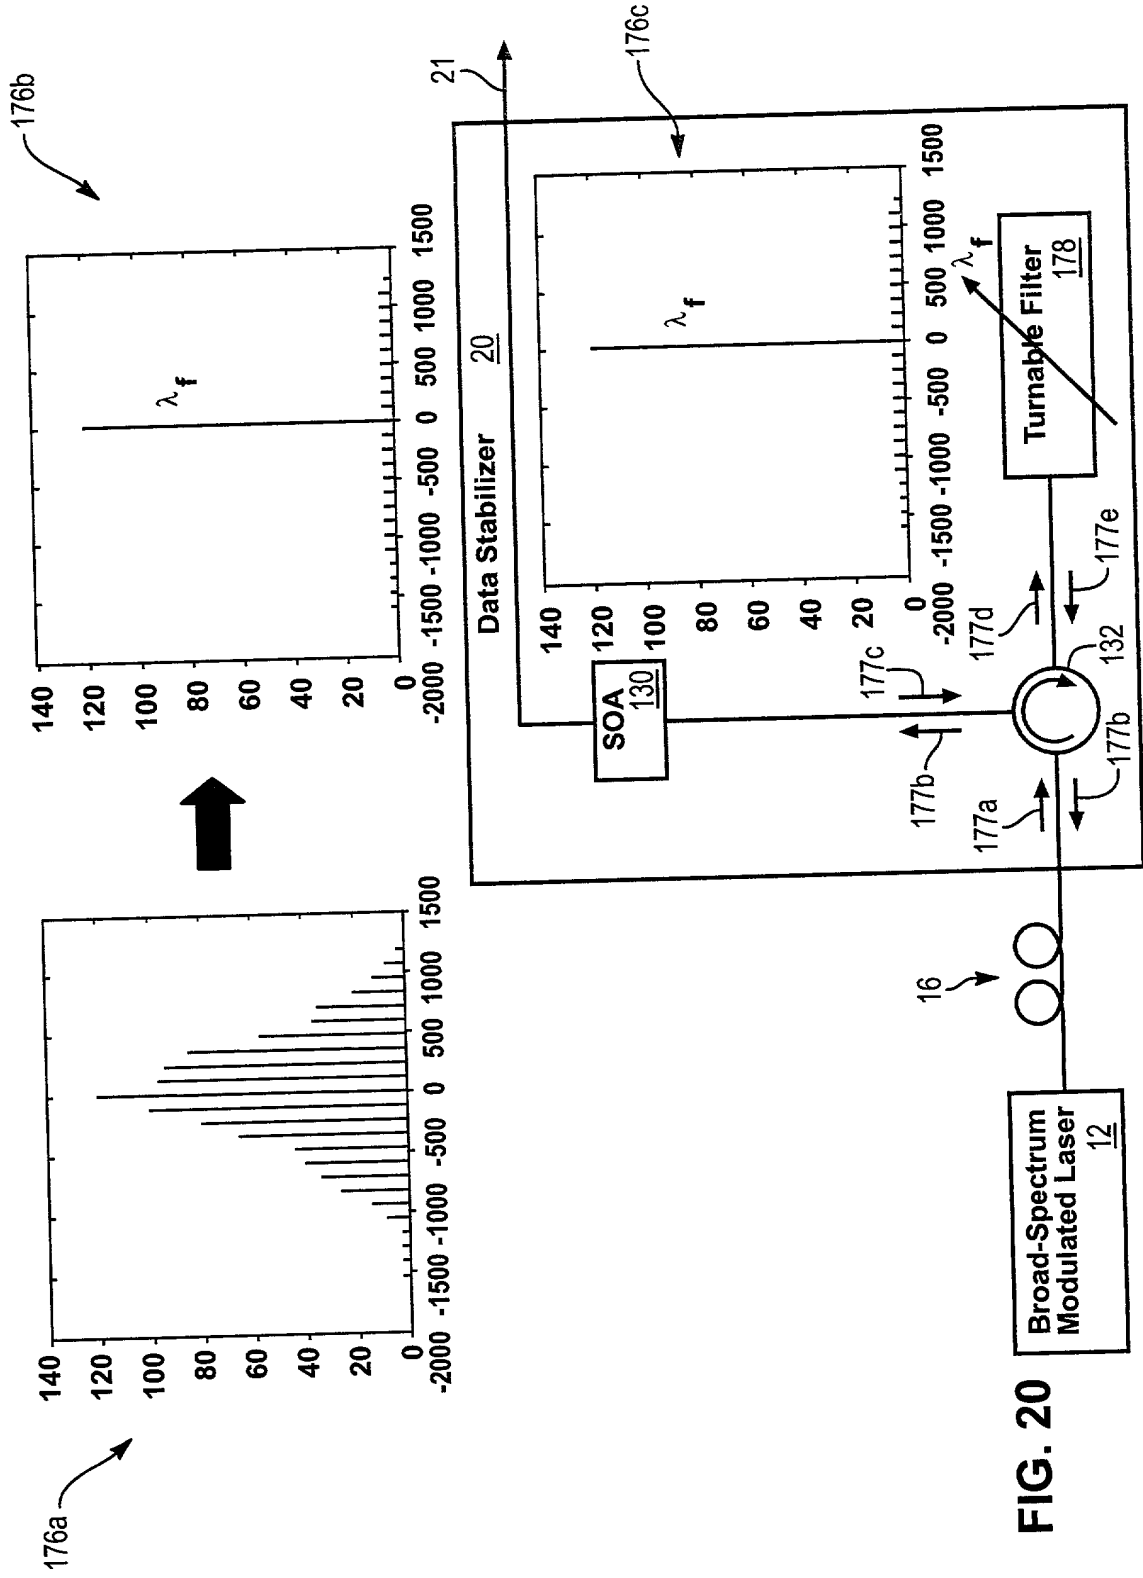 176a
140
120
100
80
60
40
20
0
-2000 -1500 -1000 -500 0 500 1000 1500
176b
140
120
100
80
60
40
20
0
-2000 -1500 -1000 -500 0 500 1000 1500
λf
Data Stabilizer 20
21
SOA
130
140
120
100
80
60
40
20
0
-2000 -1500 -1000 -500 0 500 1000 1500
λf
176c
177b
177c
177a
177b
132
177d
177e
Turnable Filter
178
λf
16
Broad-Spectrum
Modulated Laser
12
FIG. 20